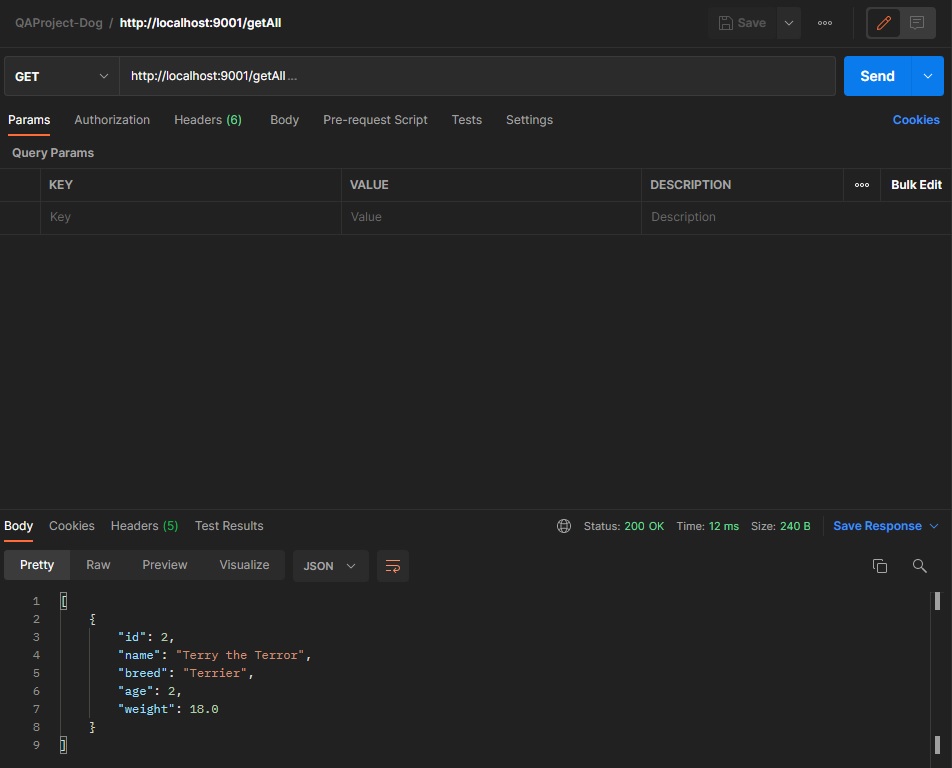 QAProject-Dog / http://localhost:9001/getAll Save
GET http://localhost:9001/getAll ... Send
Params Authorization Headers (6) Body Pre-request Script Tests Settings Cookies
Query Params
KEY VALUE DESCRIPTION Bulk Edit
Key Value Description
Body Cookies Headers (5) Test Results Status: 200 OK Time: 12 ms Size: 240 B Save Response
Pretty Raw Preview Visualize JSON
1 [
2 {
3 "id": 2,
4 "name": "Terry the Terror",
5 "breed": "Terrier",
6 "age": 2,
7 "weight": 18.0
8 }
9 ]